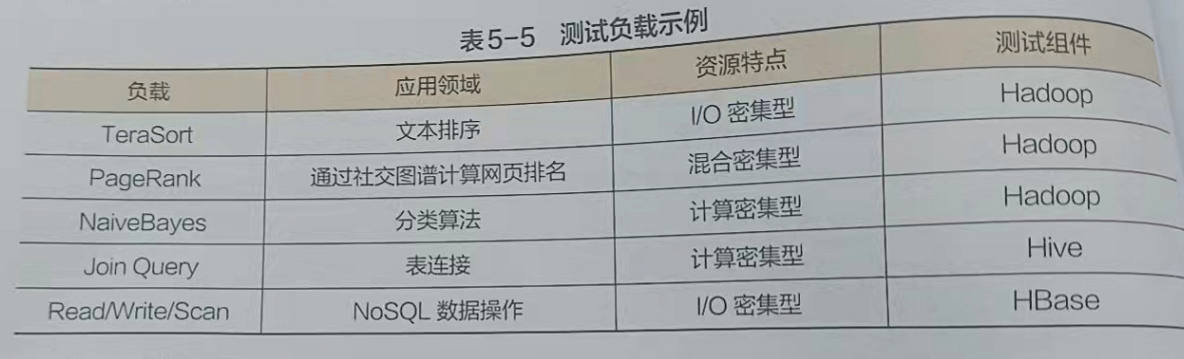 表5-5 测试负载示例
负载 应用领域 资源特点 测试组件
TeraSort 文本排序 I/O 密集型 Hadoop
PageRank 通过社交图谱计算网页排名 混合密集型 Hadoop
NaiveBayes 分类算法 计算密集型 Hadoop
Join Query 表连接 计算密集型 Hive
Read/Write/Scan NoSQL 数据操作 I/O 密集型 HBase